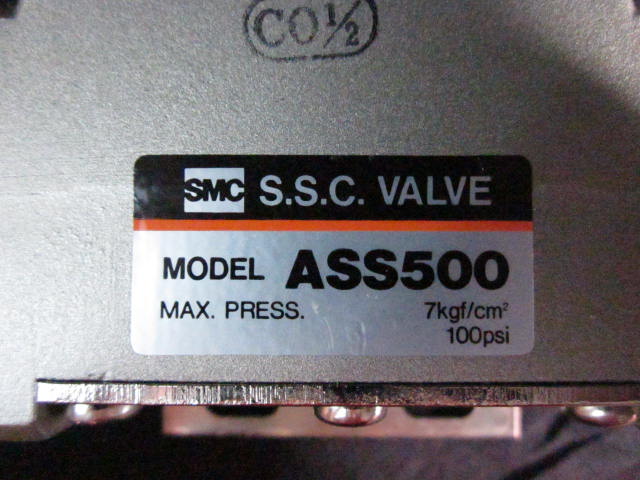 CO½
SMC S.S.C. VALVE
MODEL ASS500
MAX. PRESS. 7kgf/cm²
100psi